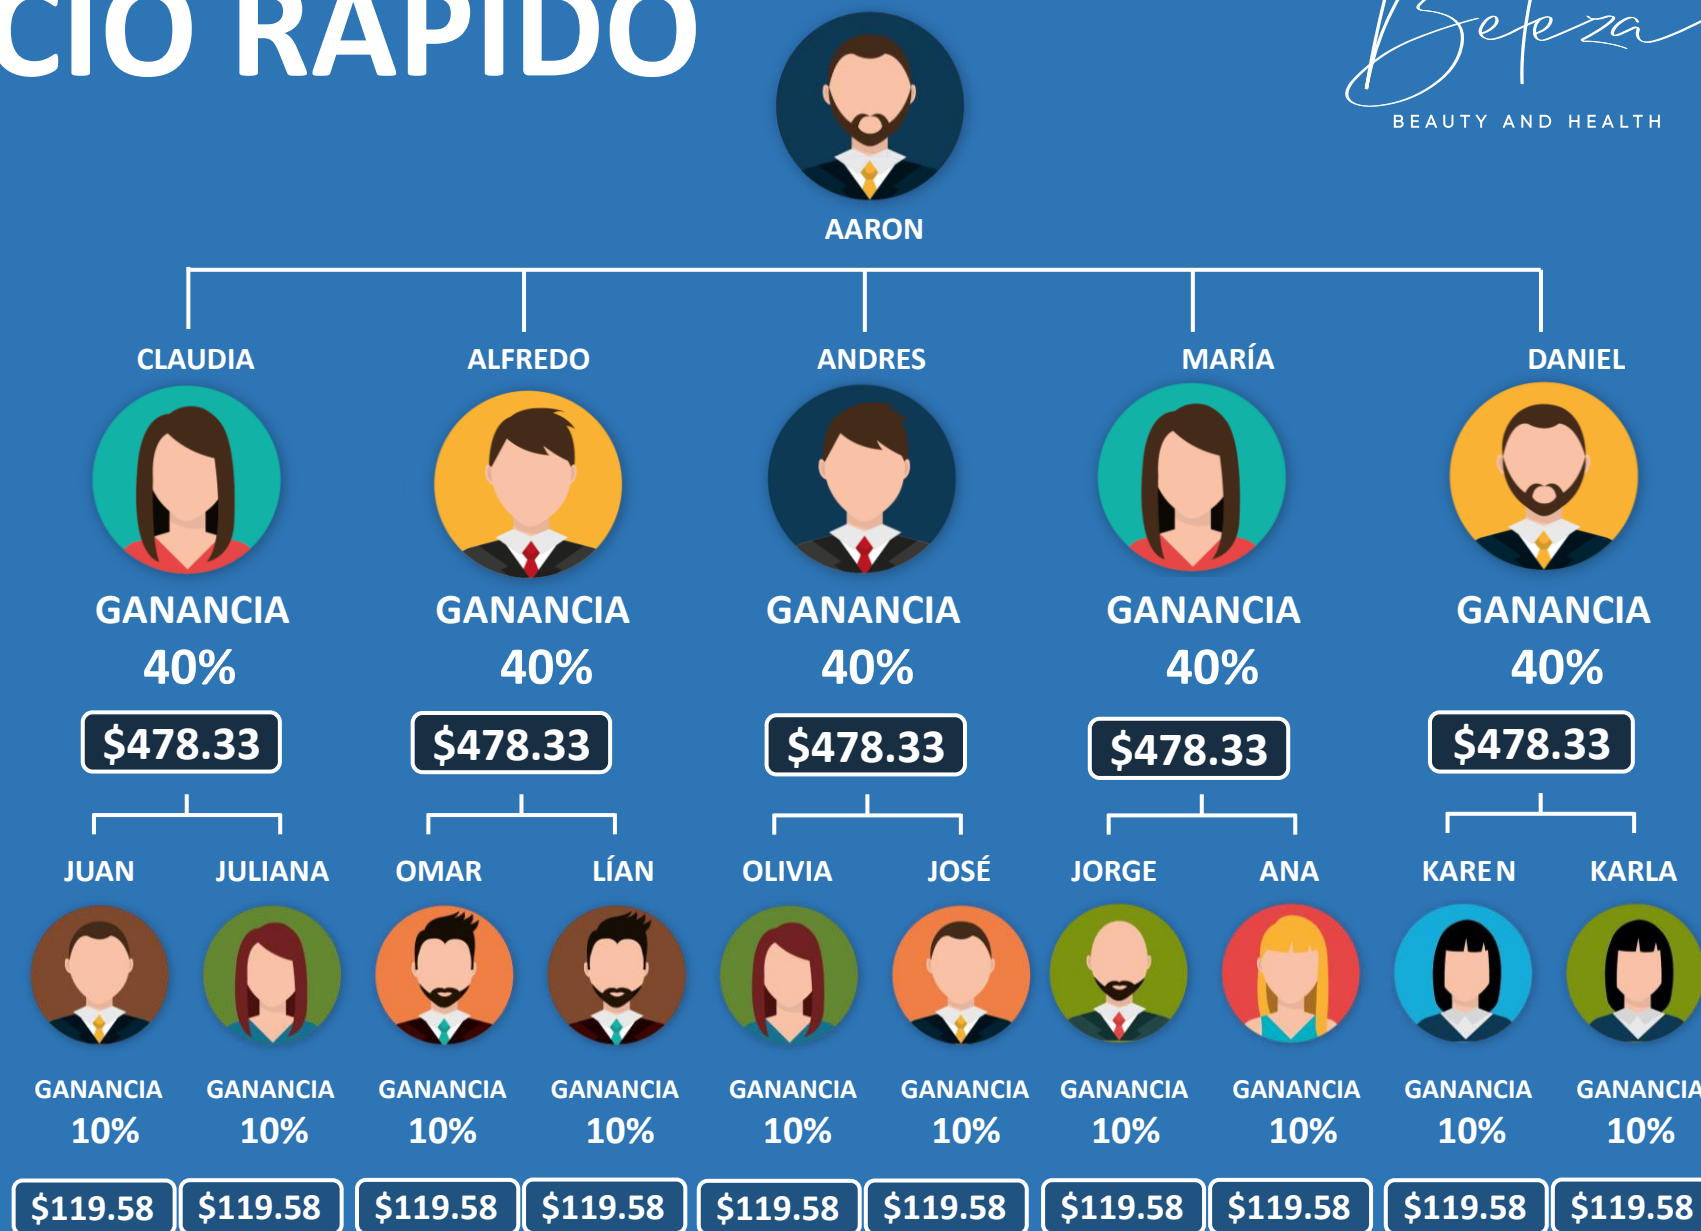 CIO RÁPIDO
Beleza
BEAUTY AND HEALTH
AARON
CLAUDIA ALFREDO ANDRES MARÍA DANIEL
GANANCIA GANANCIA GANANCIA GANANCIA GANANCIA
40% 40% 40% 40% 40%
$478.33 $478.33 $478.33 $478.33 $478.33
JUAN JULIANA OMAR LÍAN OLIVIA JOSÉ JORGE ANA KAREN KARLA
GANANCIA GANANCIA GANANCIA GANANCIA GANANCIA GANANCIA GANANCIA GANANCIA GANANCIA GANANCIA
10% 10% 10% 10% 10% 10% 10% 10% 10% 10%
$119.58 $119.58 $119.58 $119.58 $119.58 $119.58 $119.58 $119.58 $119.58 $119.58